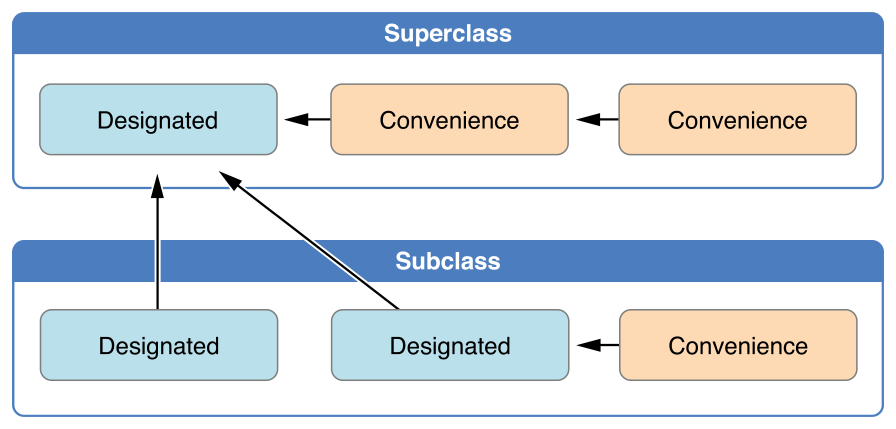 Superclass
Designated
Convenience
Convenience
Subclass
Designated
Designated
Convenience